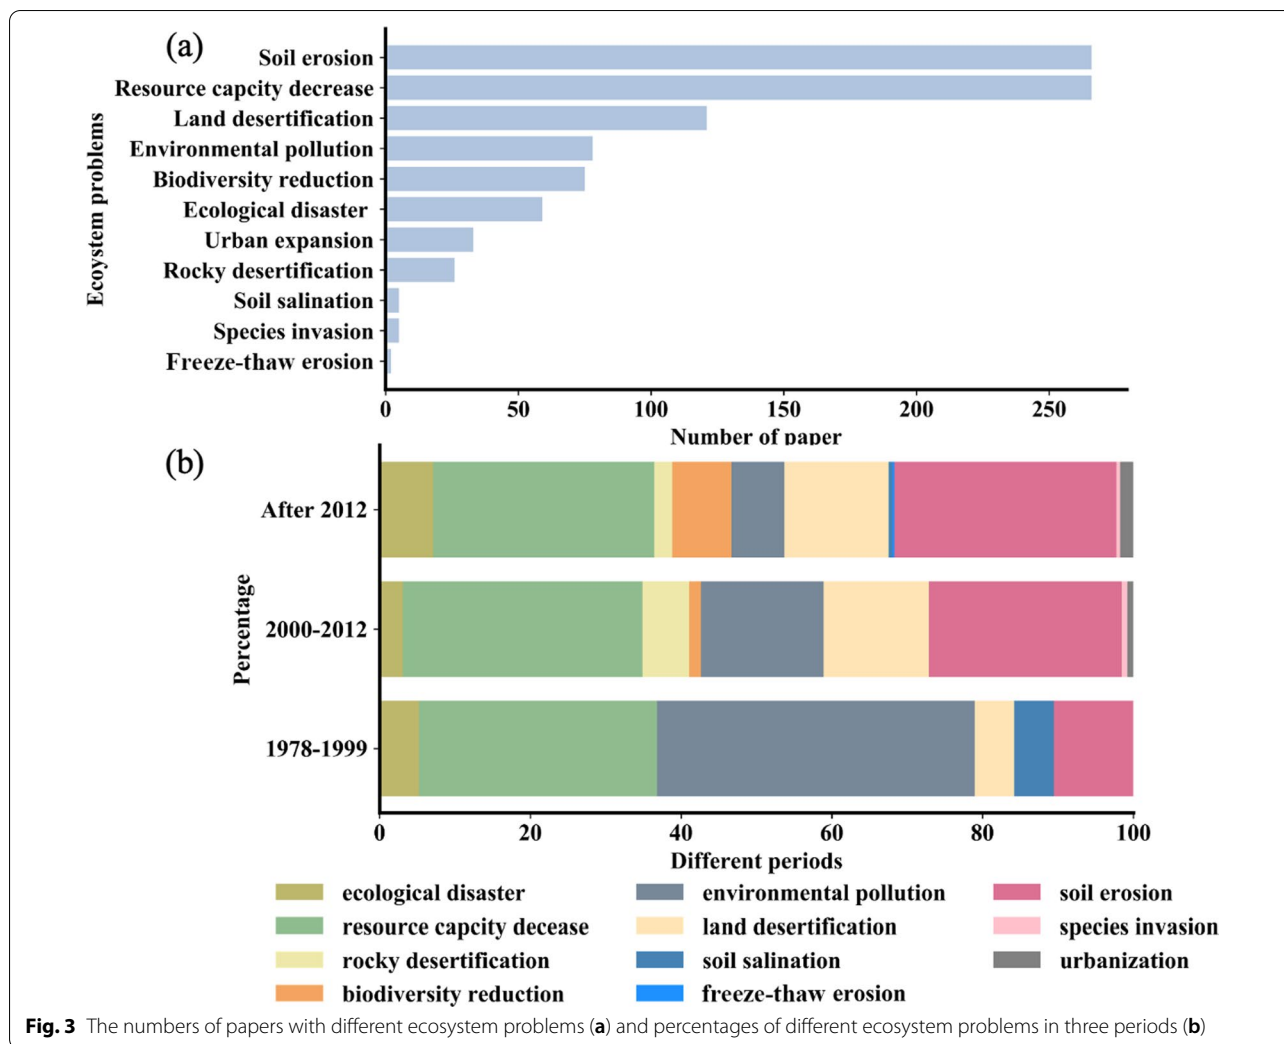 (a)
Soil erosion
Resource capcity decrease
Land desertification
Environmental pollution
Biodiversity reduction
Ecological disaster
Urban expansion
Rocky desertification
Soil salination
Species invasion
Freeze-thaw erosion
Ecoystem problems
0 50 100 150 200 250
Number of paper
(b)
After 2012
2000-2012
1978-1999
Percentage
0 20 40 60 80 100
Different periods
ecological disaster environmental pollution soil erosion
resource capcity decease land desertification species invasion
rocky desertification soil salination urbanization
biodiversity reduction freeze-thaw erosion
Fig. 3 The numbers of papers with different ecosystem problems (a) and percentages of different ecosystem problems in three periods (b)